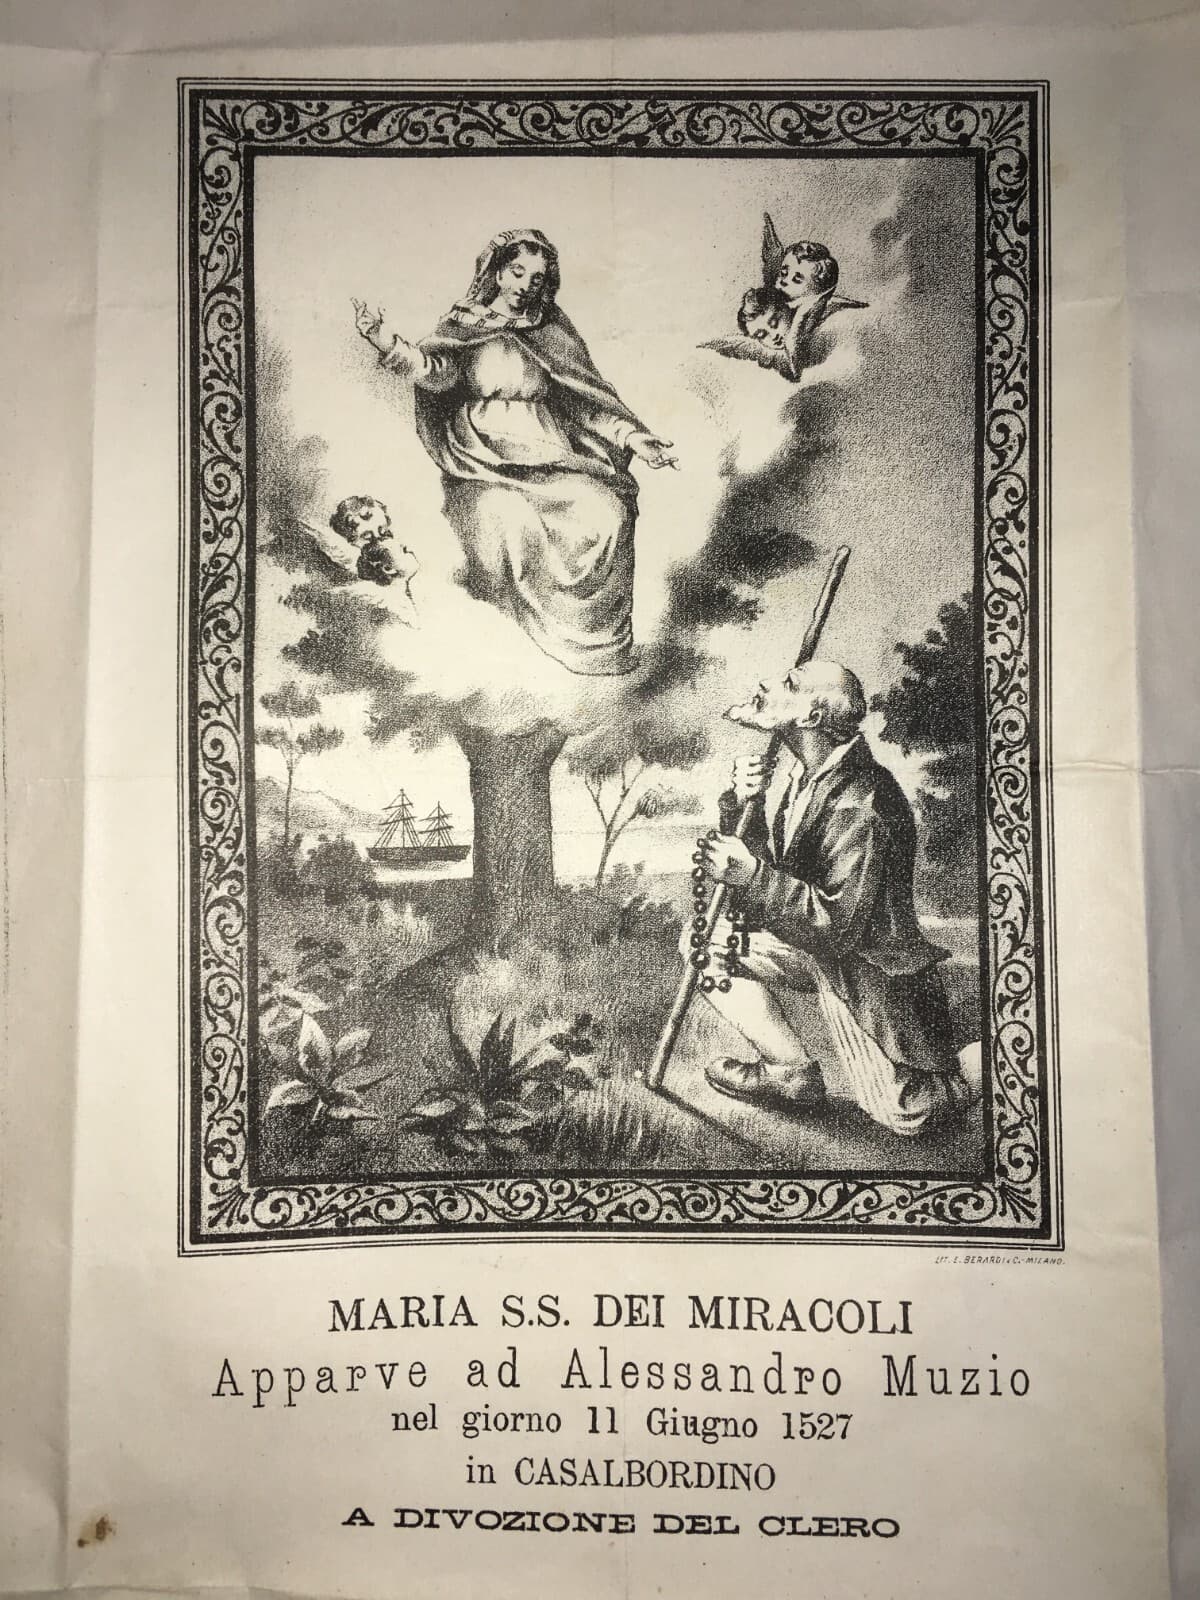 LIT. E. BERARDI e C. - MILANO.
MARIA S.S. DEI MIRACOLI
Apparve ad Alessandro Muzio
nel giorno 11 Giugno 1527
in CASALBORDINO
A DIVOZIONE DEL CLERO